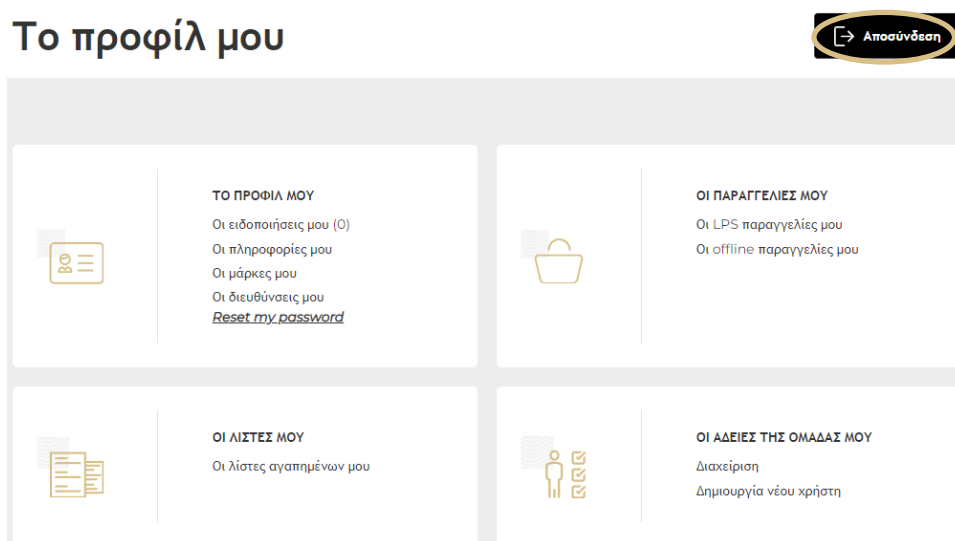 Το προφίλ μου
Αποσύνδεση
ΤΟ ΠΡΟΦΙΛ ΜΟΥ
Οι ειδοποιήσεις μου (0)
Οι πληροφορίες μου
Οι μάρκες μου
Οι διευθύνσεις μου
Reset my password
ΟΙ ΠΑΡΑΓΓΕΛΙΕΣ ΜΟΥ
Οι LPS παραγγελίες μου
Οι offline παραγγελίες μου
ΟΙ ΛΙΣΤΕΣ ΜΟΥ
Οι λίστες αγαπημένων μου
ΟΙ ΑΔΕΙΕΣ ΤΗΣ ΟΜΑΔΑΣ ΜΟΥ
Διαχείριση
Δημιουργία νέου χρήστη